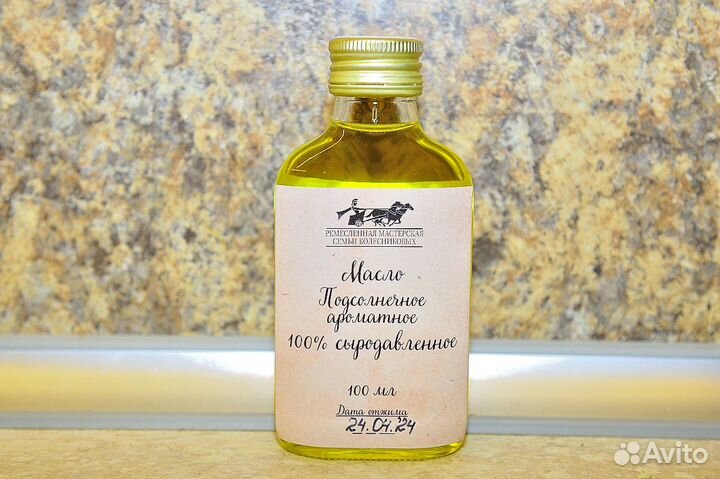 РЕМЕСЛЕННАЯ МАСТЕРСКАЯ
СЕМЬИ КОЛЕСНИКОВЫХ
Масло
Подсолнечное
ароматное
100% сыродавленное
100 мл
Дата отжима
24.04.24
Avito